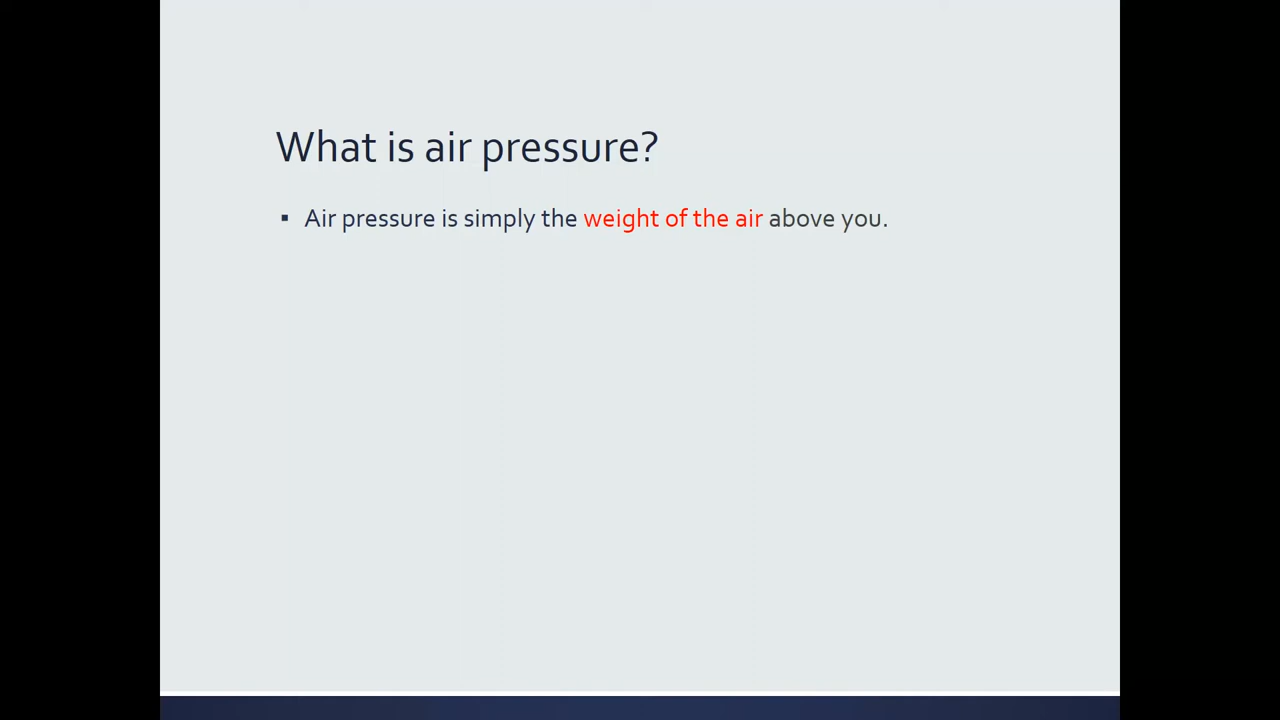 What is air pressure?
▪ Air pressure is simply the weight of the air above you.